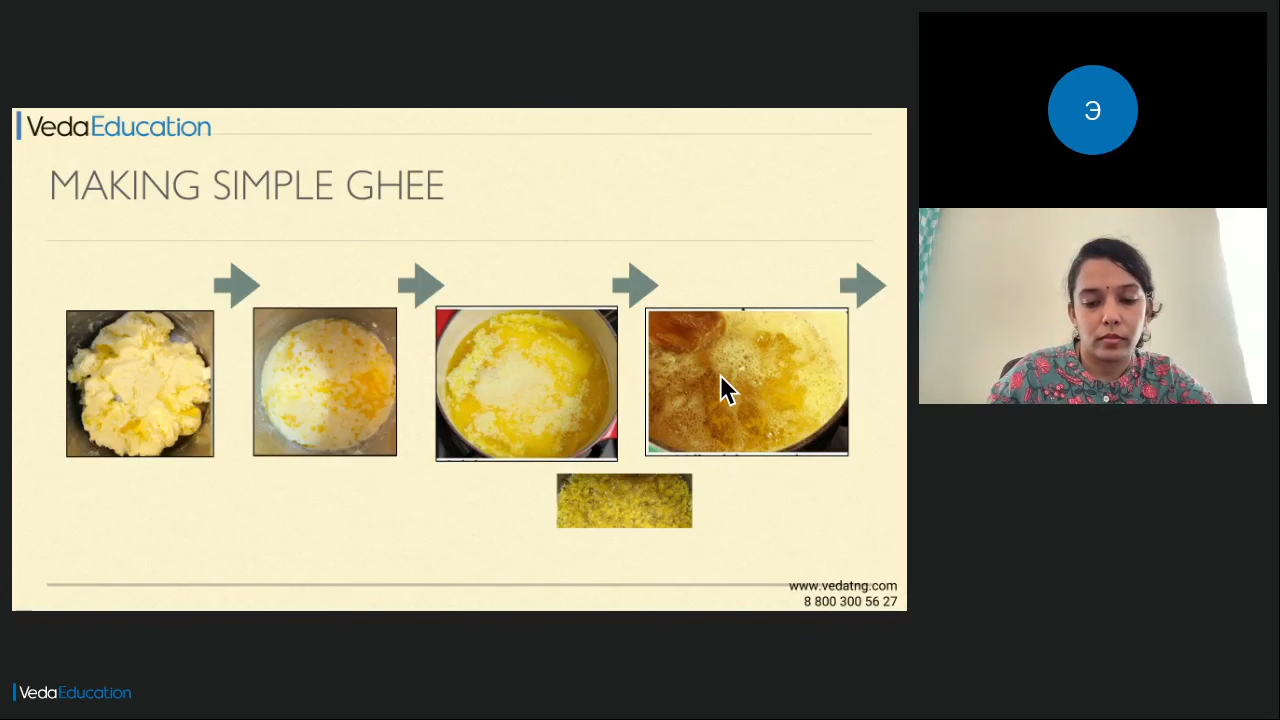 VedaEducation
MAKING SIMPLE GHEE
www.vedatng.com
8 800 300 56 27
Э
VedaEducation